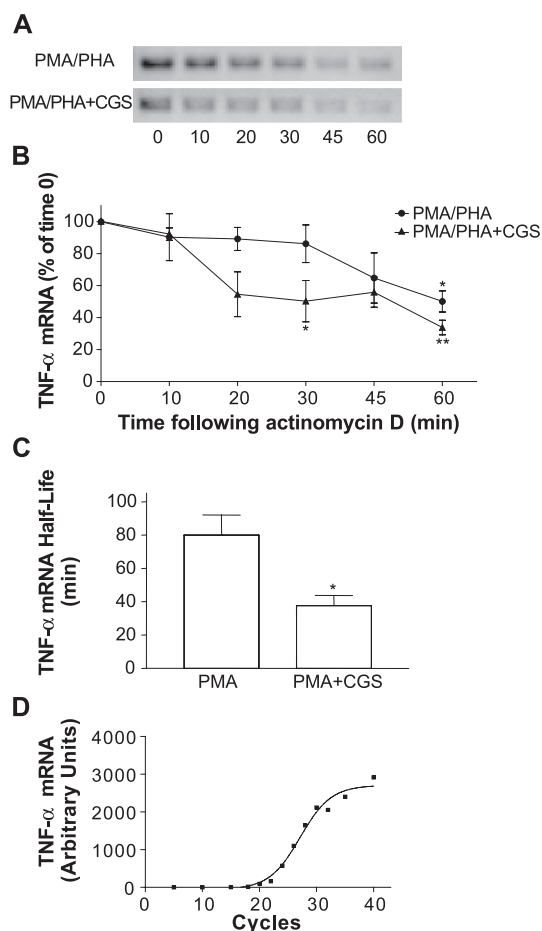 A
PMA/PHA
PMA/PHA+CGS
0 10 20 30 45 60
B
TNF-α mRNA (% of time 0)
100
80
60
40
20
0
PMA/PHA
PMA/PHA+CGS
*
*
**
0 10 20 30 45 60
Time following actinomycin D (min)
C
TNF-α mRNA Half-Life
(min)
100
80
60
40
20
0
*
PMA PMA+CGS
D
TNF-α mRNA
(Arbitrary Units)
4000
3000
2000
1000
0
0 10 20 30 40
Cycles